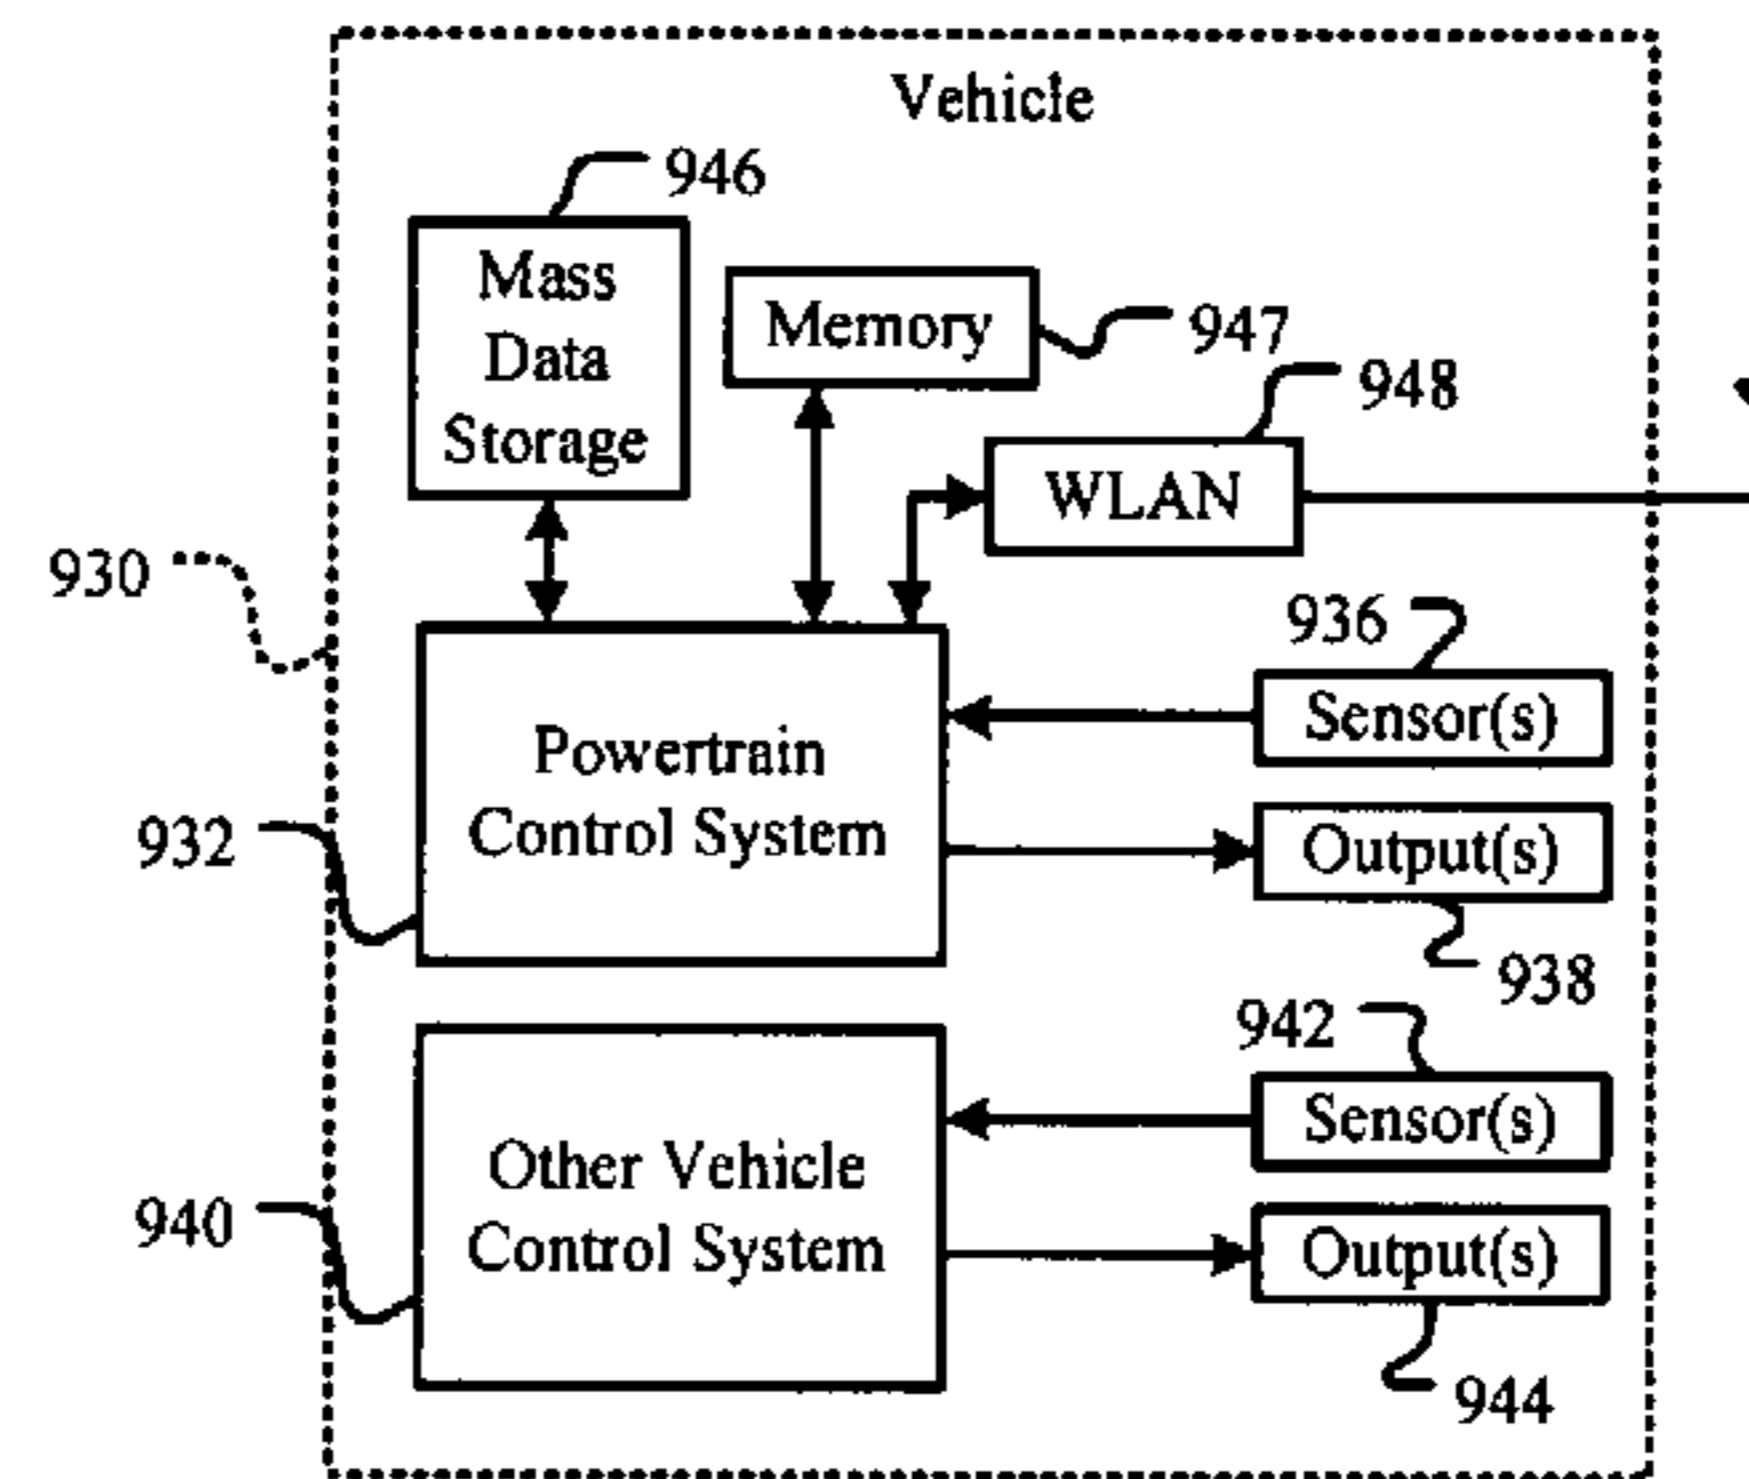 Vehicle
946
Mass
Data
Storage
Memory
947
948
WLAN
930
936
Sensor(s)
Powertrain
Control System
932
Output(s)
938
942
Sensor(s)
Other Vehicle
Control System
940
Output(s)
944